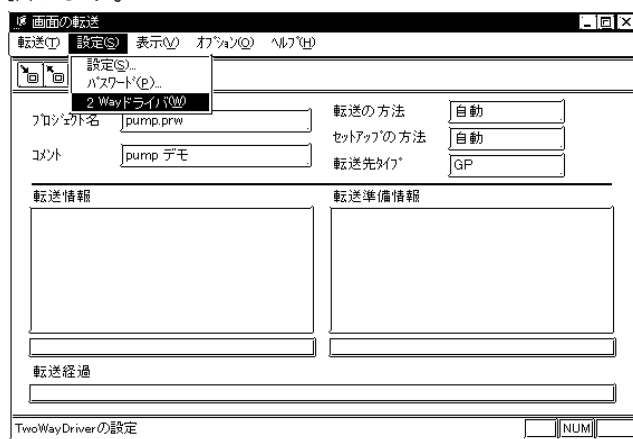 画面の転送
転送(T) 設定(S) 表示(V) オプション(O) ヘルプ(H)
設定(S)...
パスワード(P)...
2 Wayドライバ(W)
プロジェクト名 pump.prw
コメント pump デモ
転送の方法 自動
セットアップの方法 自動
転送先タイプ GP
転送情報 転送準備情報
転送経過
TwoWayDriverの設定 NUM